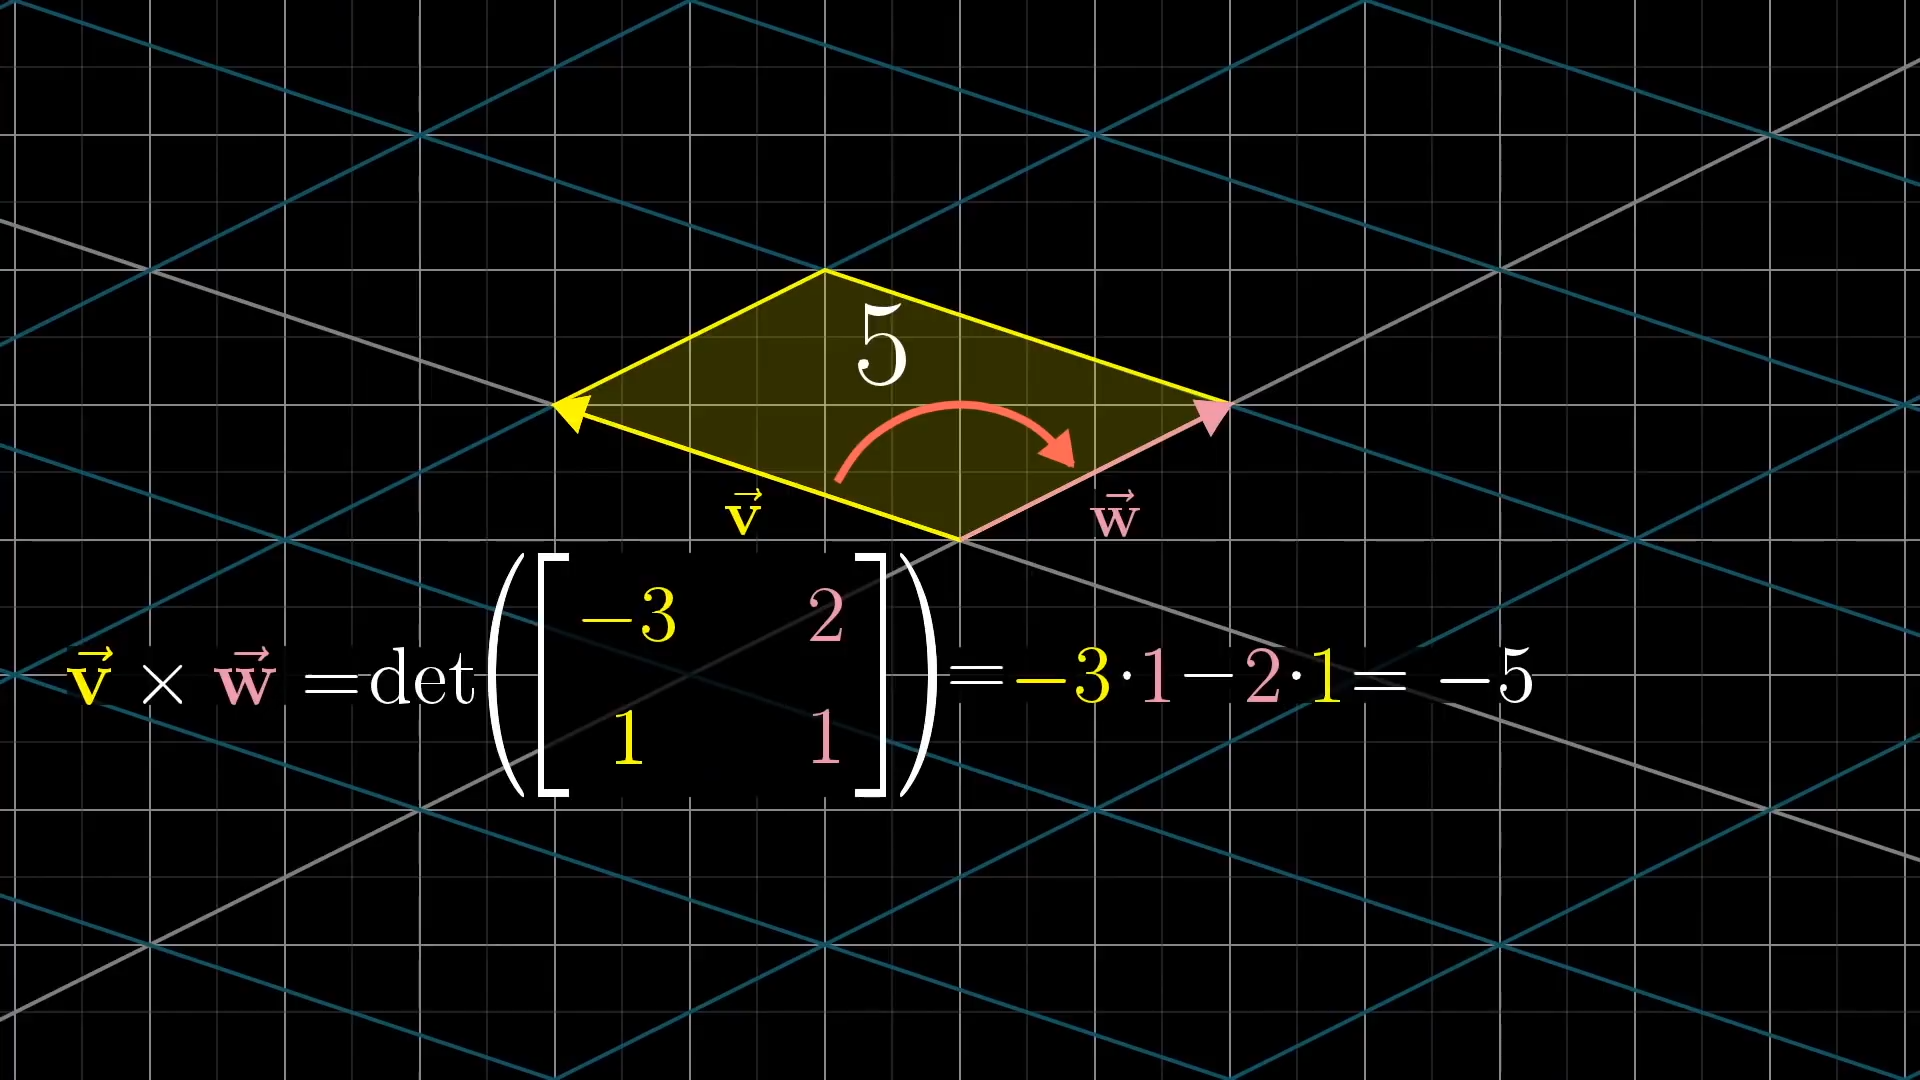 5
v⃗
w⃗
v⃗ × w⃗ = det([−3 2
1 1]) = −3·1−2·1 = −5